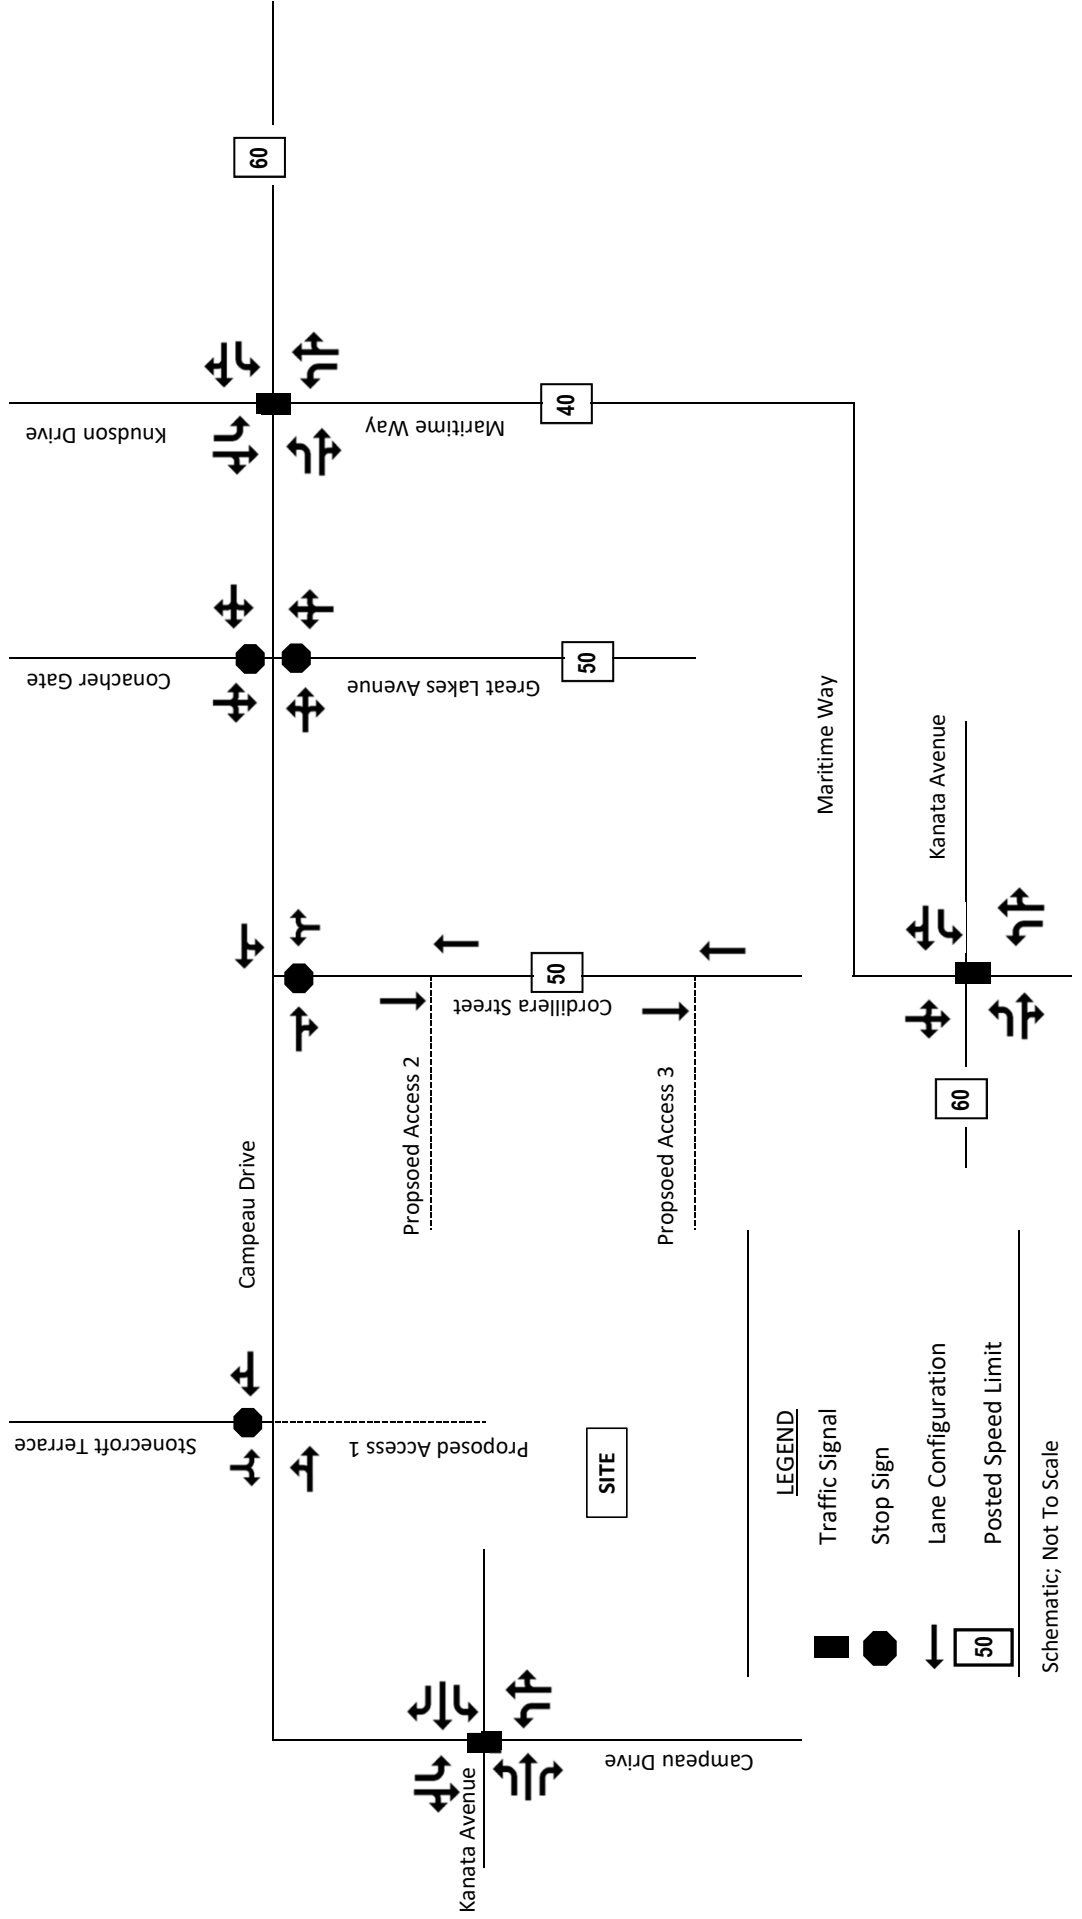 60
Knudson Drive
Maritime Way
40
Conacher Gate
Great Lakes Avenue
50
Maritime Way
Kanata Avenue
60
Cordillera Street
50
Propsoed Access 2
Propsoed Access 3
Campeau Drive
Stonecroft Terrace
Proposed Access 1
SITE
Kanata Avenue
Campeau Drive
LEGEND
Traffic Signal
Stop Sign
Lane Configuration
50
Posted Speed Limit
Schematic; Not To Scale